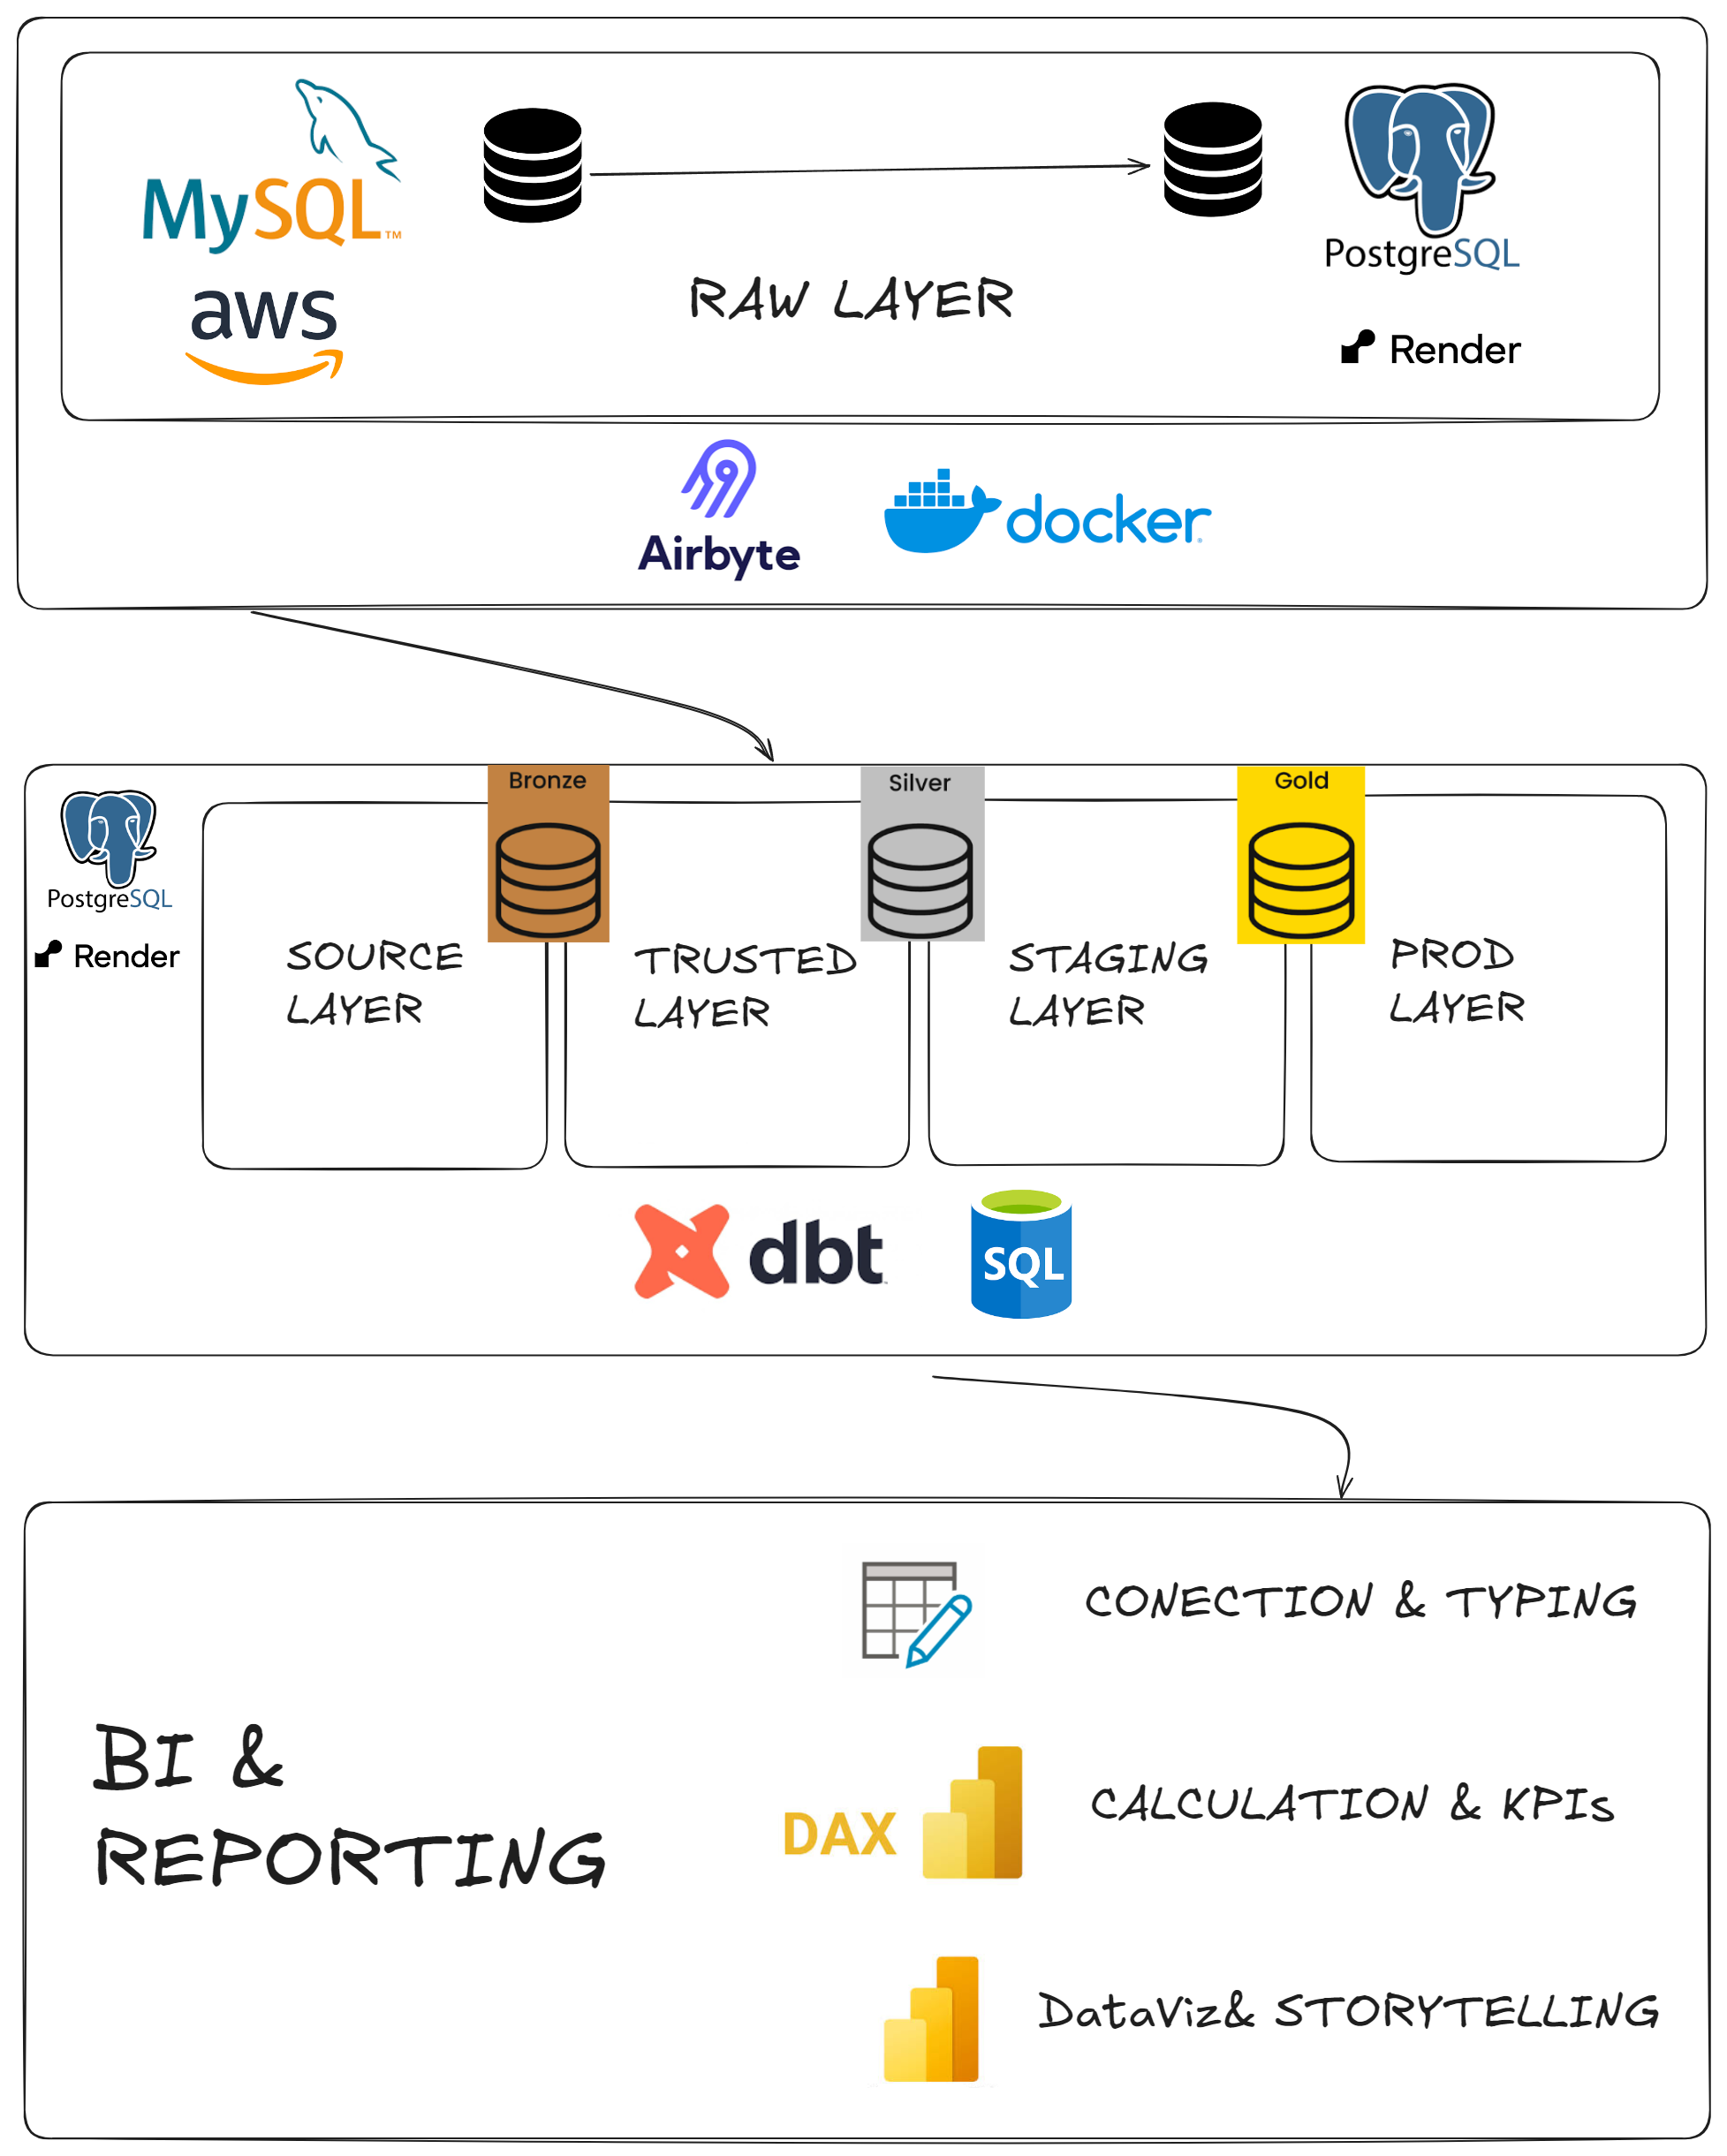 MySQL™
aws
RAW LAYER
PostgreSQL
Render
Airbyte
docker
PostgreSQL
Render
Bronze
Silver
Gold
SOURCE
LAYER
TRUSTED
LAYER
STAGING
LAYER
PROD
LAYER
dbt
SQL
BI &
REPORTING
CONECTION & TYPING
DAX
CALCULATION & KPIs
DataViz& STORYTELLING